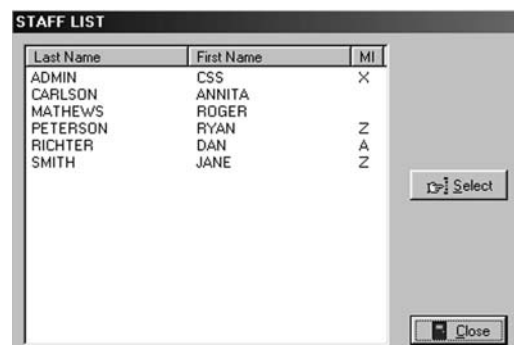 STAFF LIST
Last Name First Name MI
ADMIN CSS X
CARLSON ANNITA
MATHEWS ROGER
PETERSON RYAN Z
RICHTER DAN A
SMITH JANE Z
Select
Close